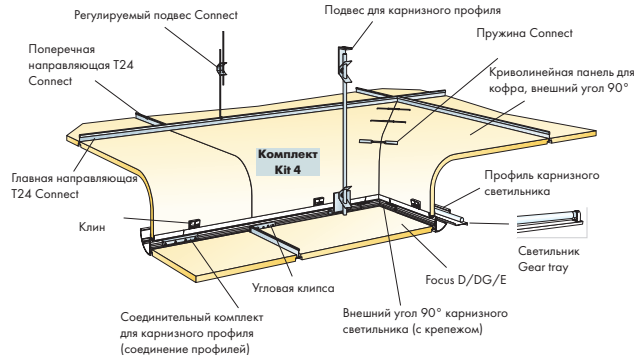 Регулируемый подвес Connect
Подвес для карнизного профиля
Поперечная
направляющая T24
Connect
Пружина Connect
Криволинейная панель для
кофра, внешний угол 90°
Комплект
Kit 4
Главная направляющая
T24 Connect
Профиль карнизного
светильника
Клин
Светильник
Gear tray
Угловая клипса
Focus D/DG/E
Соединительный комплект
для карнизного профиля
(соединение профилей)
Внешний угол 90° карнизного
светильника (с крепежом)